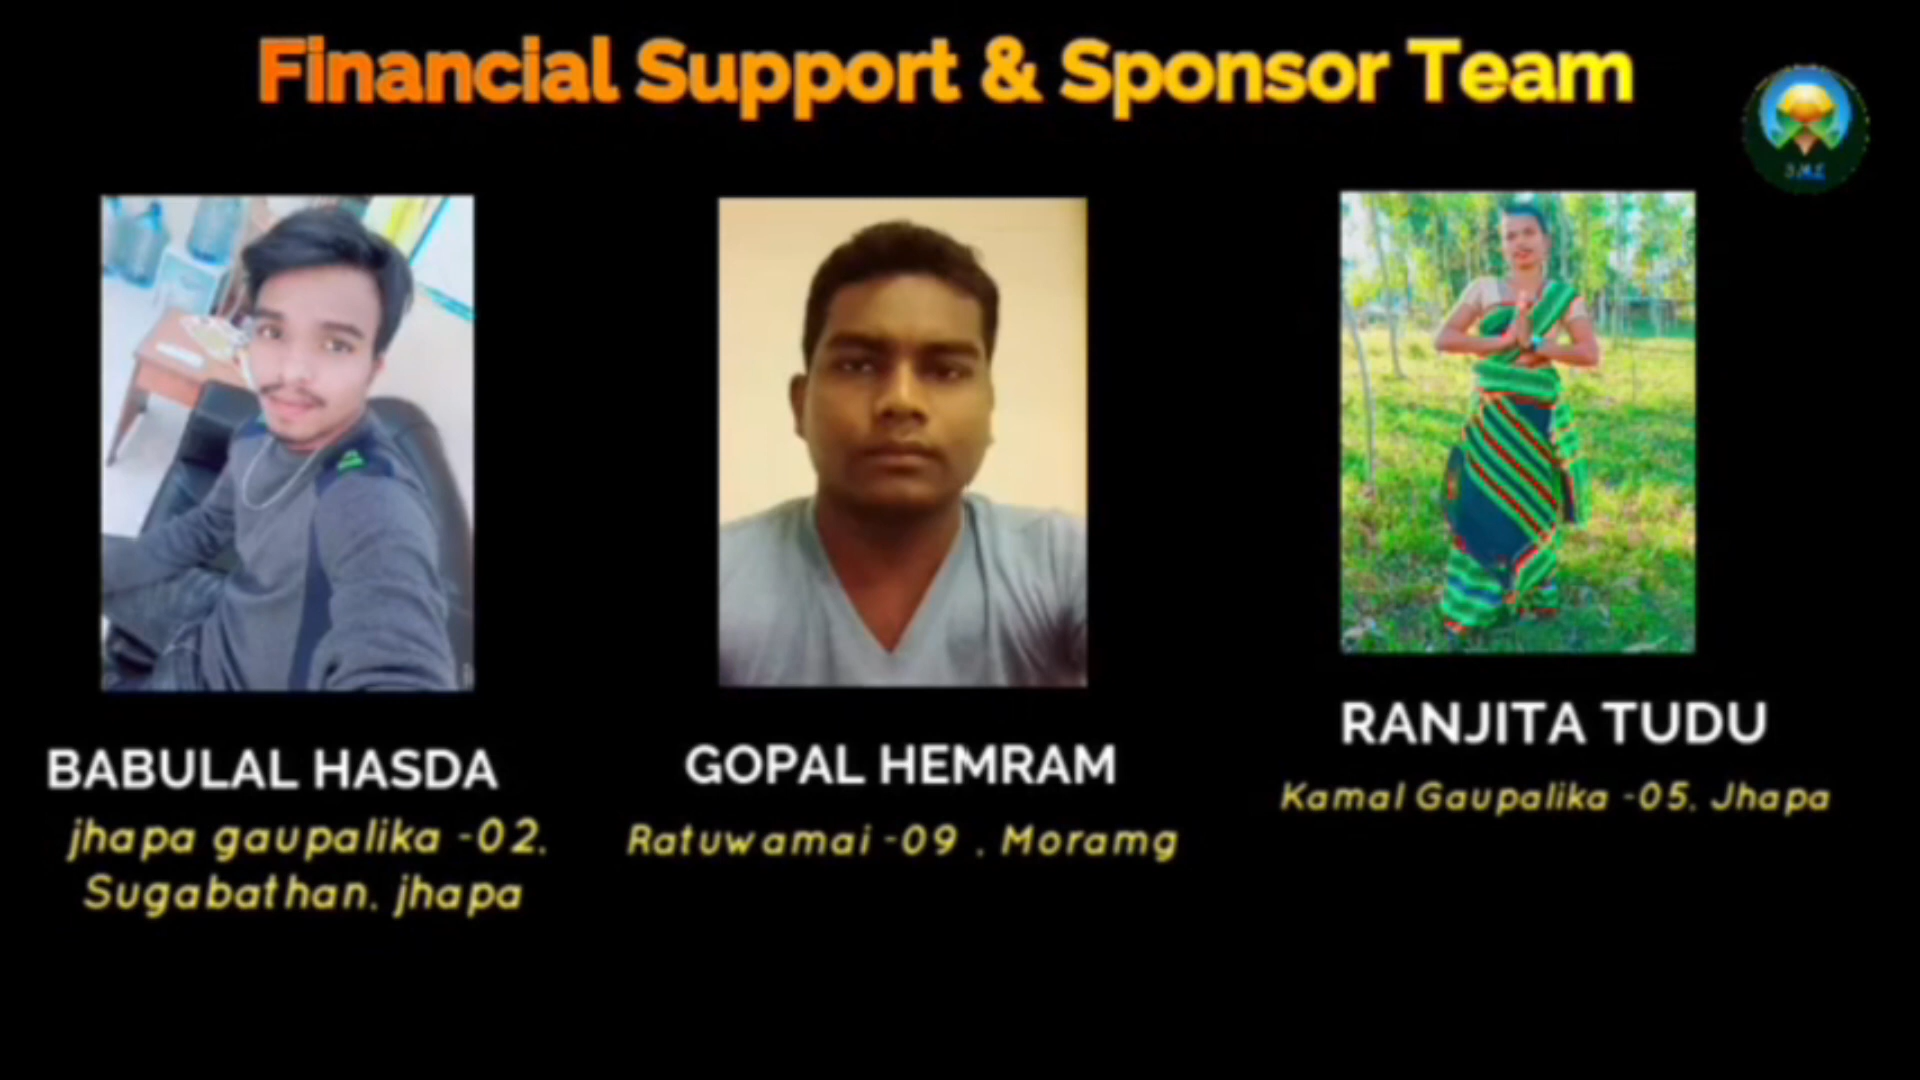 Financial Support & Sponsor Team
BABULAL HASDA
jhapa gaupalika -02.
Sugabathan. jhapa
GOPAL HEMRAM
Ratuwamai -09 . Moramg
RANJITA TUDU
Kamal Gaupalika -05. Jhapa